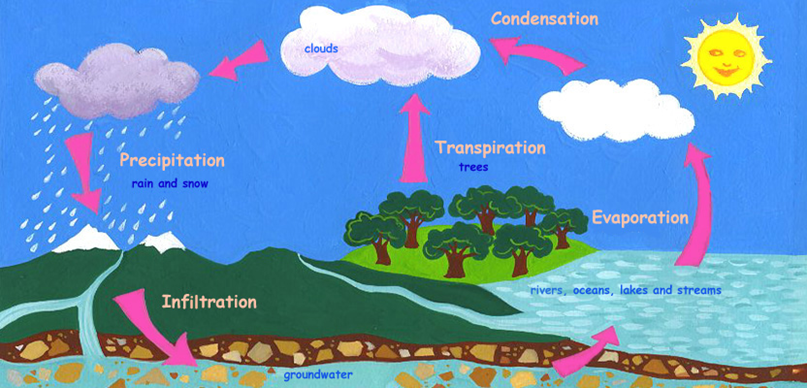 Condensation
clouds
Transpiration
trees
Precipitation
rain and snow
Evaporation
rivers, oceans, lakes and streams
Infiltration
groundwater